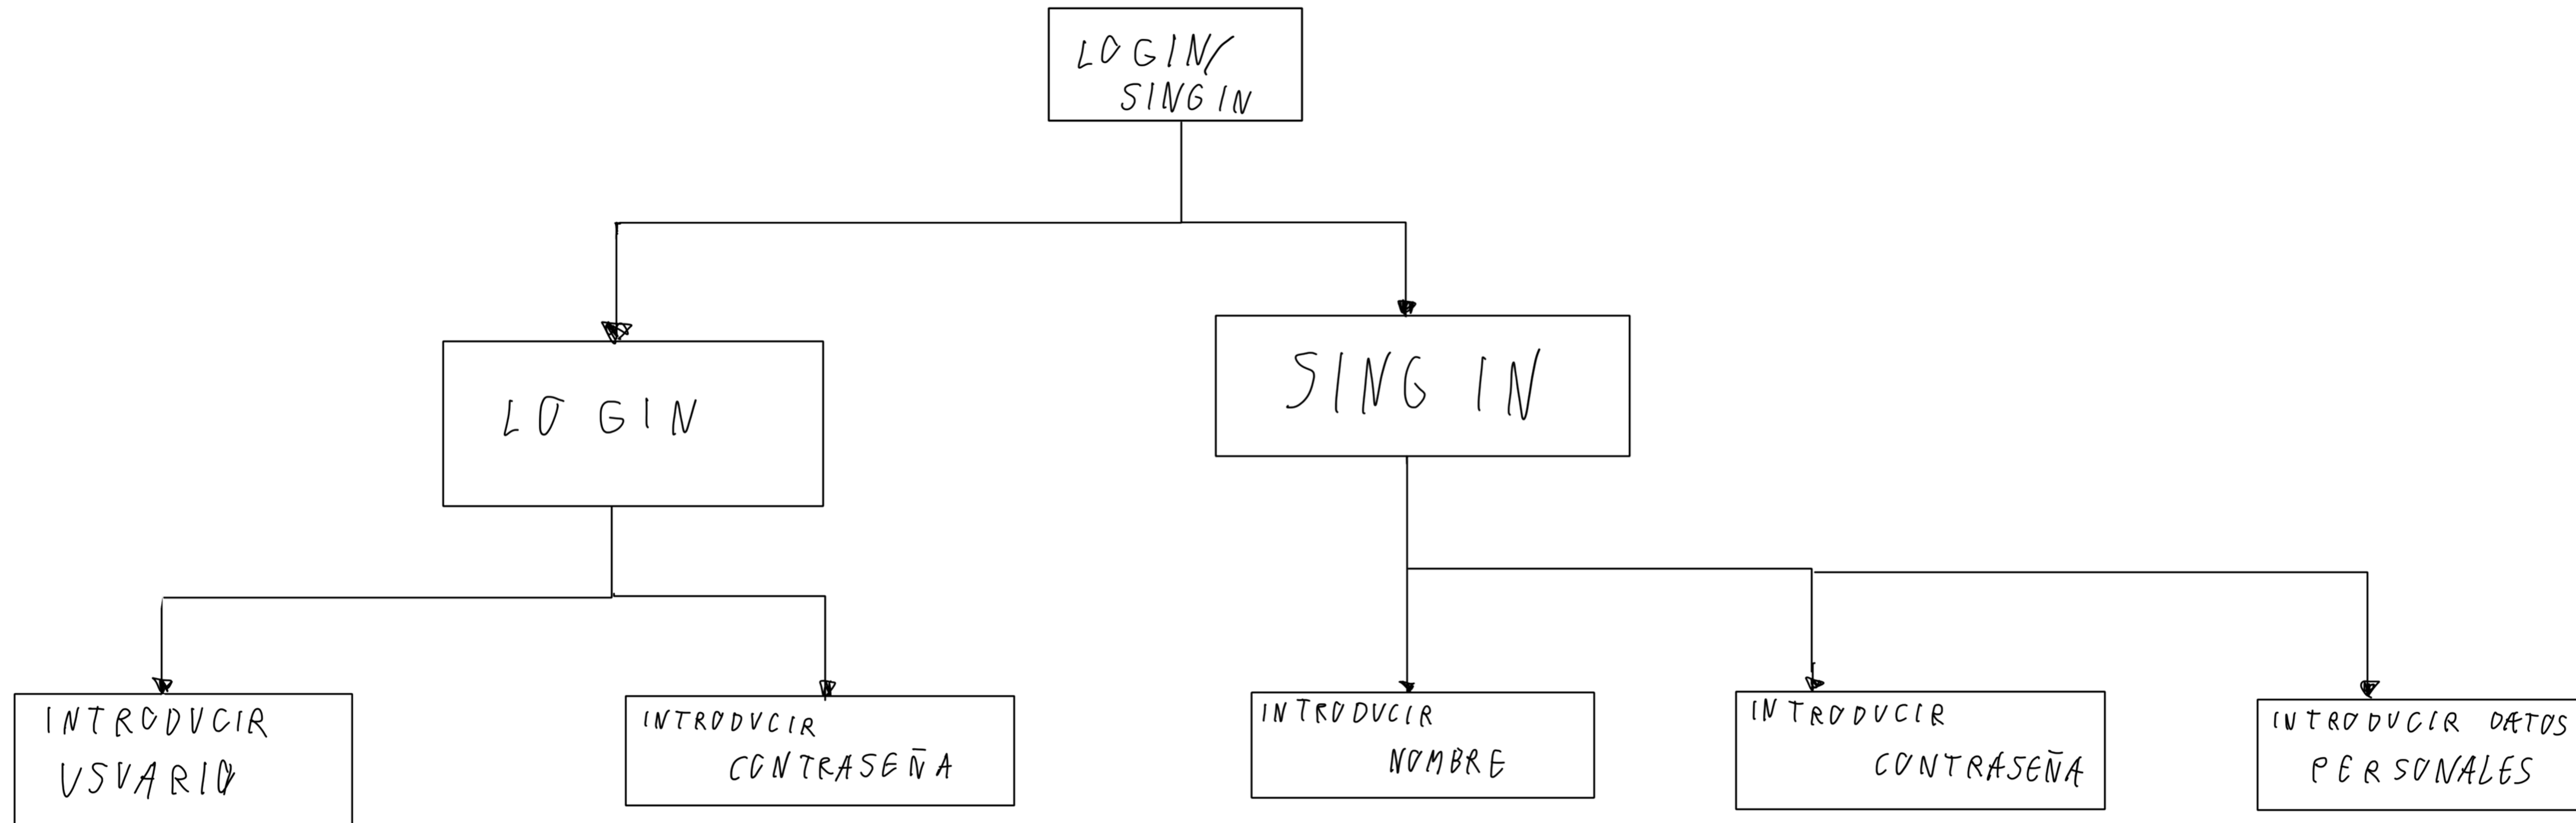 LOGIN/
SINGIN
LOGIN
SING IN
INTRODUCIR
USUARIO
INTRODUCIR
CONTRASEÑA
INTRODUCIR
NOMBRE
INTRODUCIR
CONTRASEÑA
INTRODUCIR DATOS
PERSONALES